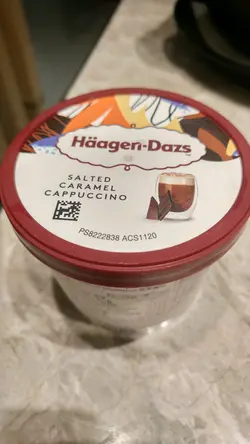 Häagen-Dazs
SALTED
CARAMEL
CAPPUCCINO
PS8222838 ACS1120